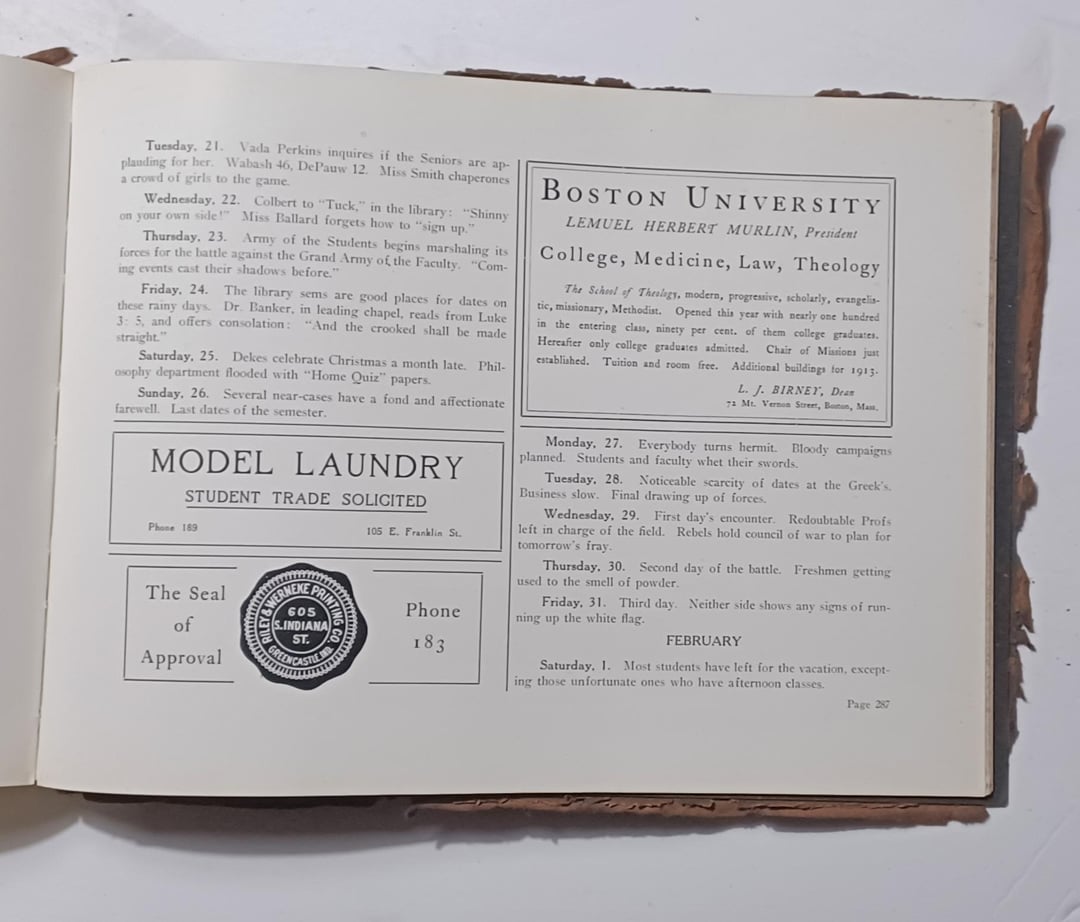 Tuesday, 21. Vada Perkins inquires if the Seniors are ap-
plauding for her. Wabash 46, DePauw 12. Miss Smith chaperones
a crowd of girls to the game.
Wednesday, 22. Colbert to "Tuck," in the library: "Shinny
on your own side!" Miss Ballard forgets how to "sign up."
Thursday, 23. Army of the Students begins marshaling its
forces for the battle against the Grand Army of the Faculty. "Com-
ing events cast their shadows before."
Friday, 24. The library sems are good places for dates on
these rainy days. Dr. Banker, in leading chapel, reads from Luke
3: 5, and offers consolation: "And the crooked shall be made
straight."
Saturday, 25. Dekes celebrate Christmas a month late. Phil-
osophy department flooded with "Home Quiz" papers.
Sunday, 26. Several near-cases have a fond and affectionate
farewell. Last dates of the semester.
MODEL LAUNDRY
STUDENT TRADE SOLICITED
Phone 189 105 E. Franklin St.
The Seal
of
Approval
RILEY & WERNEKE PRINTING CO
605
S. INDIANA
ST.
GREENCASTLE, IND.
Phone
183
BOSTON UNIVERSITY
LEMUEL HERBERT MURLIN, President
College, Medicine, Law, Theology
The School of Theology, modern, progressive, scholarly, evangelis-
tic, missionary, Methodist. Opened this year with nearly one hundred
in the entering class, ninety per cent. of them college graduates.
Hereafter only college graduates admitted. Chair of Missions just
established. Tuition and room free. Additional buildings for 1913.
L. J. BIRNEY, Dean
72 Mt. Vernon Street, Boston, Mass.
Monday, 27. Everybody turns hermit. Bloody campaigns
planned. Students and faculty whet their swords.
Tuesday, 28. Noticeable scarcity of dates at the Greek's.
Business slow. Final drawing up of forces.
Wednesday, 29. First day's encounter. Redoubtable Profs
left in charge of the field. Rebels hold council of war to plan for
tomorrow's fray.
Thursday, 30. Second day of the battle. Freshmen getting
used to the smell of powder.
Friday, 31. Third day. Neither side shows any signs of run-
ning up the white flag.
FEBRUARY
Saturday, 1. Most students have left for the vacation, except-
ing those unfortunate ones who have afternoon classes.
Page 287